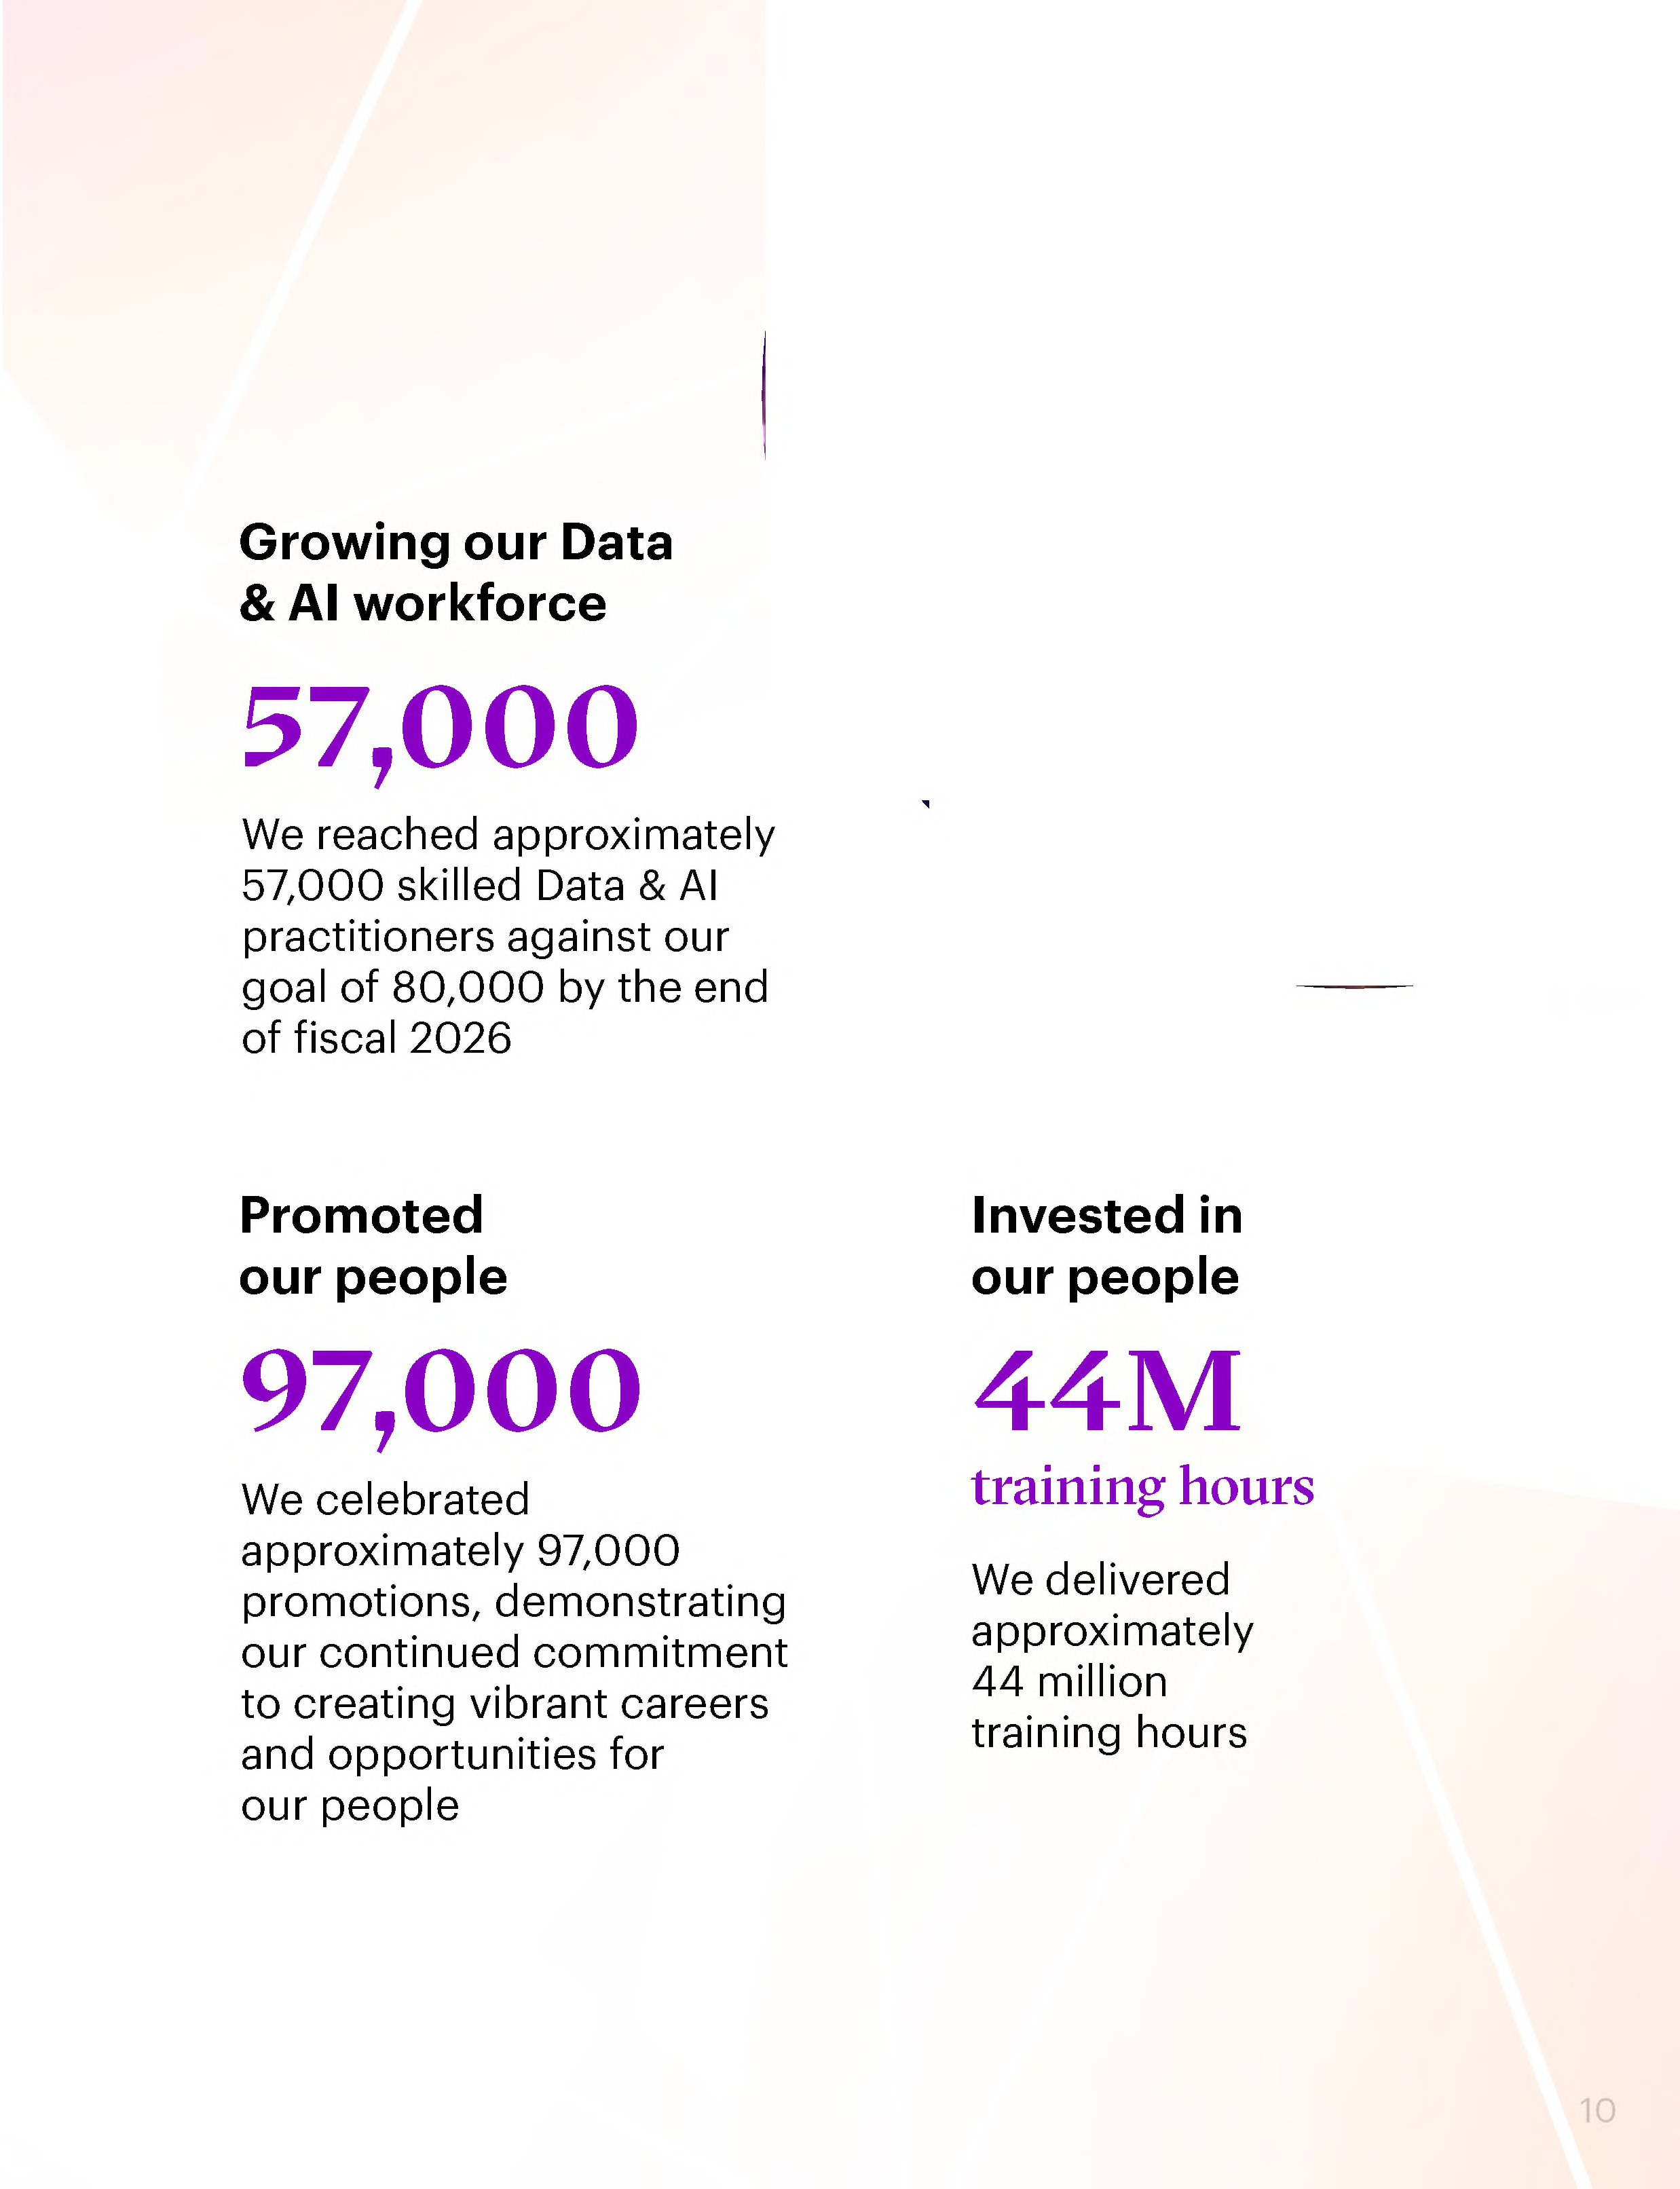 Growing our Data
& AI workforce
57,000
We reached approximately
57,000 skilled Data & AI
practitioners against our
goal of 80,000 by the end
of fiscal 2026
Promoted
our people
97,000
We celebrated
approximately 97,000
promotions, demonstrating
our continued commitment
to creating vibrant careers
and opportunities for
our people
Invested in
our people
44M
training hours
We delivered
approximately
44 million
training hours
10